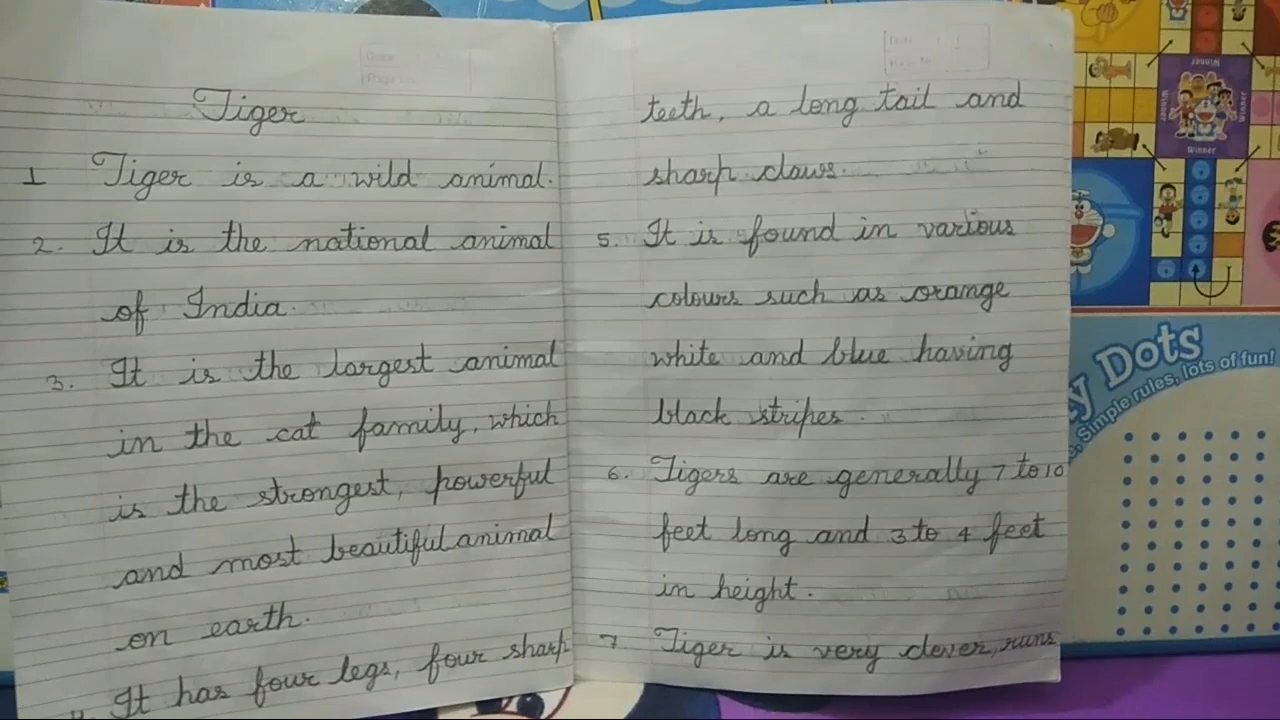 Tiger
1 Tiger is a wild animal.
2. It is the national animal
of India.
3. It is the largest animal
in the cat family, which
is the strongest, powerful
and most beautiful animal
on earth.
It has four legs, four sharp
teeth, a long tail and
sharp claws.
5. It is found in various
colours such as orange
white and blue having
black stripes.
6. Tigers are generally 7 to 10
feet long and 3 to 4 feet
in height.
7 Tiger is very clever, runs
Winner
Winner
Winner
Winner
Dots
Simple rules, lots of fun!